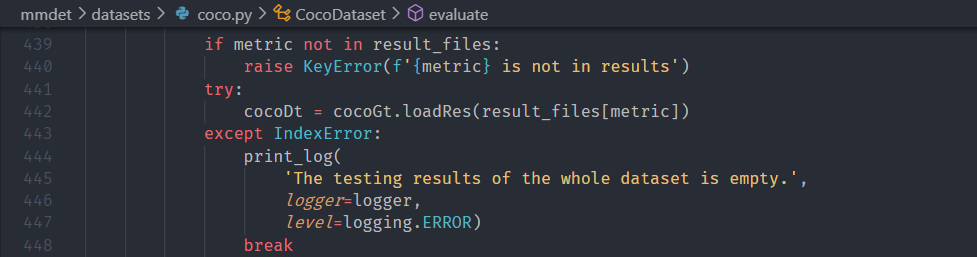 mmdet > datasets > coco.py > CocoDataset > evaluate
439 if metric not in result_files:
440 raise KeyError(f'{metric} is not in results')
441 try:
442 cocoDt = cocoGt.loadRes(result_files[metric])
443 except IndexError:
444 print_log(
445 'The testing results of the whole dataset is empty.',
446 logger=logger,
447 level=logging.ERROR)
448 break